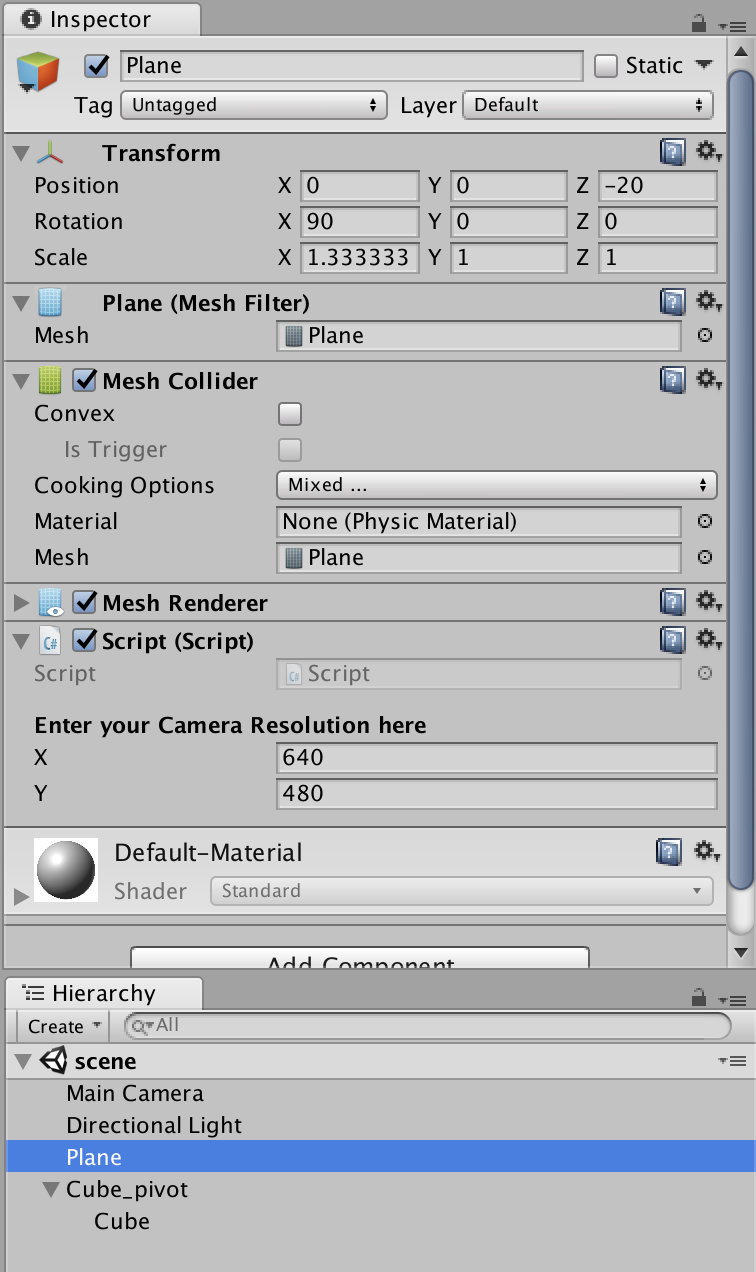 Inspector
Plane Static
Tag Untagged Layer Default
Transform
Position X 0 Y 0 Z -20
Rotation X 90 Y 0 Z 0
Scale X 1.333333 Y 1 Z 1
Plane (Mesh Filter)
Mesh Plane
Mesh Collider
Convex
Is Trigger
Cooking Options Mixed ...
Material None (Physic Material)
Mesh Plane
Mesh Renderer
C# Script (Script)
Script Script
Enter your Camera Resolution here
X 640
Y 480
Default-Material
Shader Standard
Add Component
Hierarchy
Create All
scene
Main Camera
Directional Light
Plane
Cube_pivot
Cube